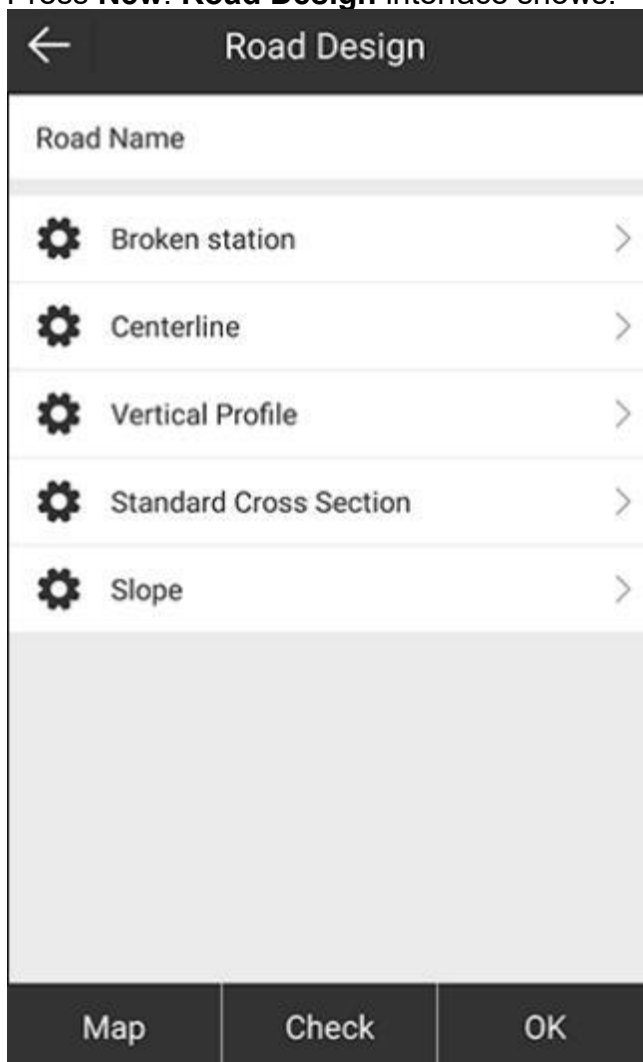 Press New. Road Design interface shows.
Road Design
Road Name
Broken station
Centerline
Vertical Profile
Standard Cross Section
Slope
Map Check OK